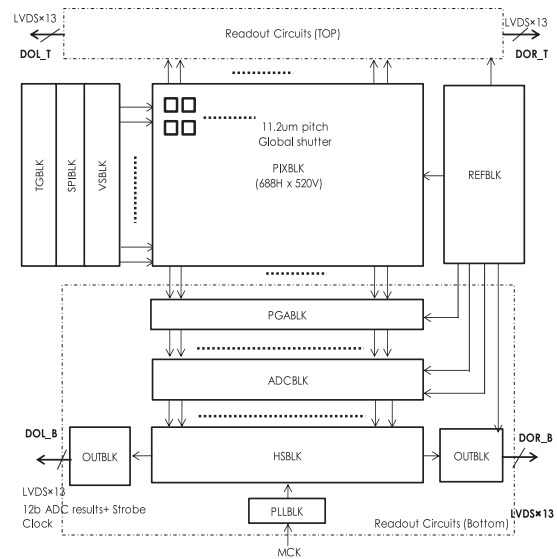 LVDS×13
DOL_T
Readout Circuits (TOP)
LVDS×13
DOR_T
TGBLK
SPIBLK
VSBLK
11.2um pitch
Global shutter
PIXBLK
(688H x 520V)
REFBLK
PGABLK
ADCBLK
DOL_B
OUTBLK
HSBLK
OUTBLK
DOR_B
LVDS×13
12b ADC results+ Strobe
Clock
PLLBLK
LVDS×13
Readout Circuits (Bottom)
MCK